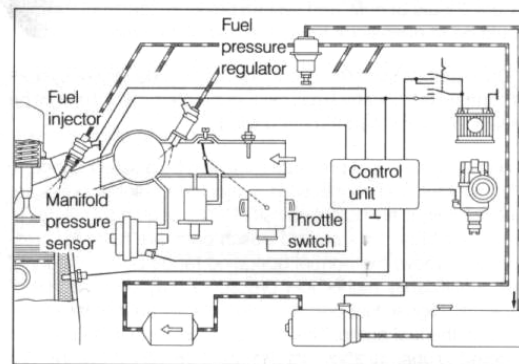 Fuel
pressure
regulator
Fuel
injector
Manifold
pressure
sensor
Throttle
switch
Control
unit